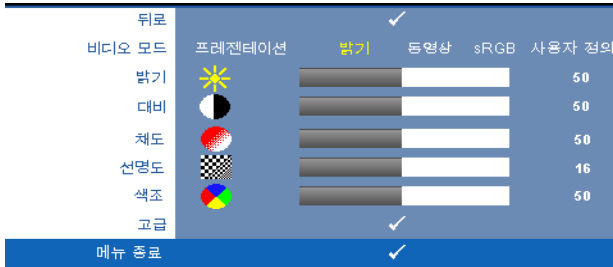 뒤로
비디오 모드 프레젠테이션 밝기 동영상 sRGB 사용자 정의
밝기 50
대비 50
채도 50
선명도 16
색조 50
고급
메뉴 종료